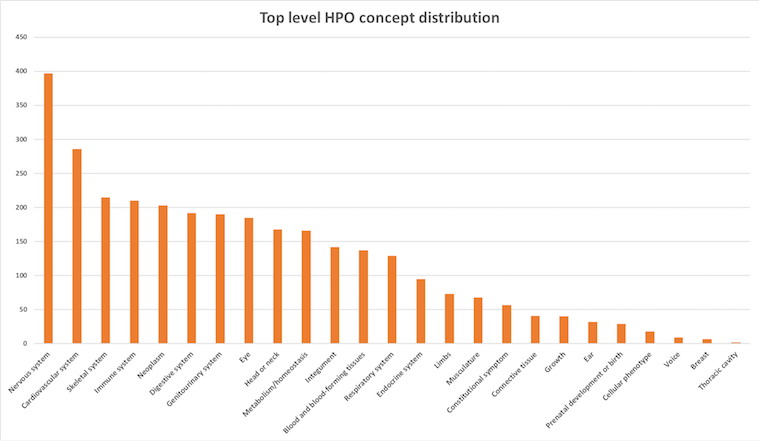 Top level HPO concept distribution
450
400
350
300
250
200
150
100
50
0
Nervous system
Cardiovascular system
Skeletal system
Immune system
Neoplasm
Digestive system
Genitourinary system
Eye
Head or neck
Metabolism/homeostasis
Integument
Blood and blood-forming tissues
Respiratory system
Endocrine system
Limbs
Musculature
Constitutional symptom
Connective tissue
Growth
Ear
Prenatal development or birth
Cellular phenotype
Voice
Breast
Thoracic cavity